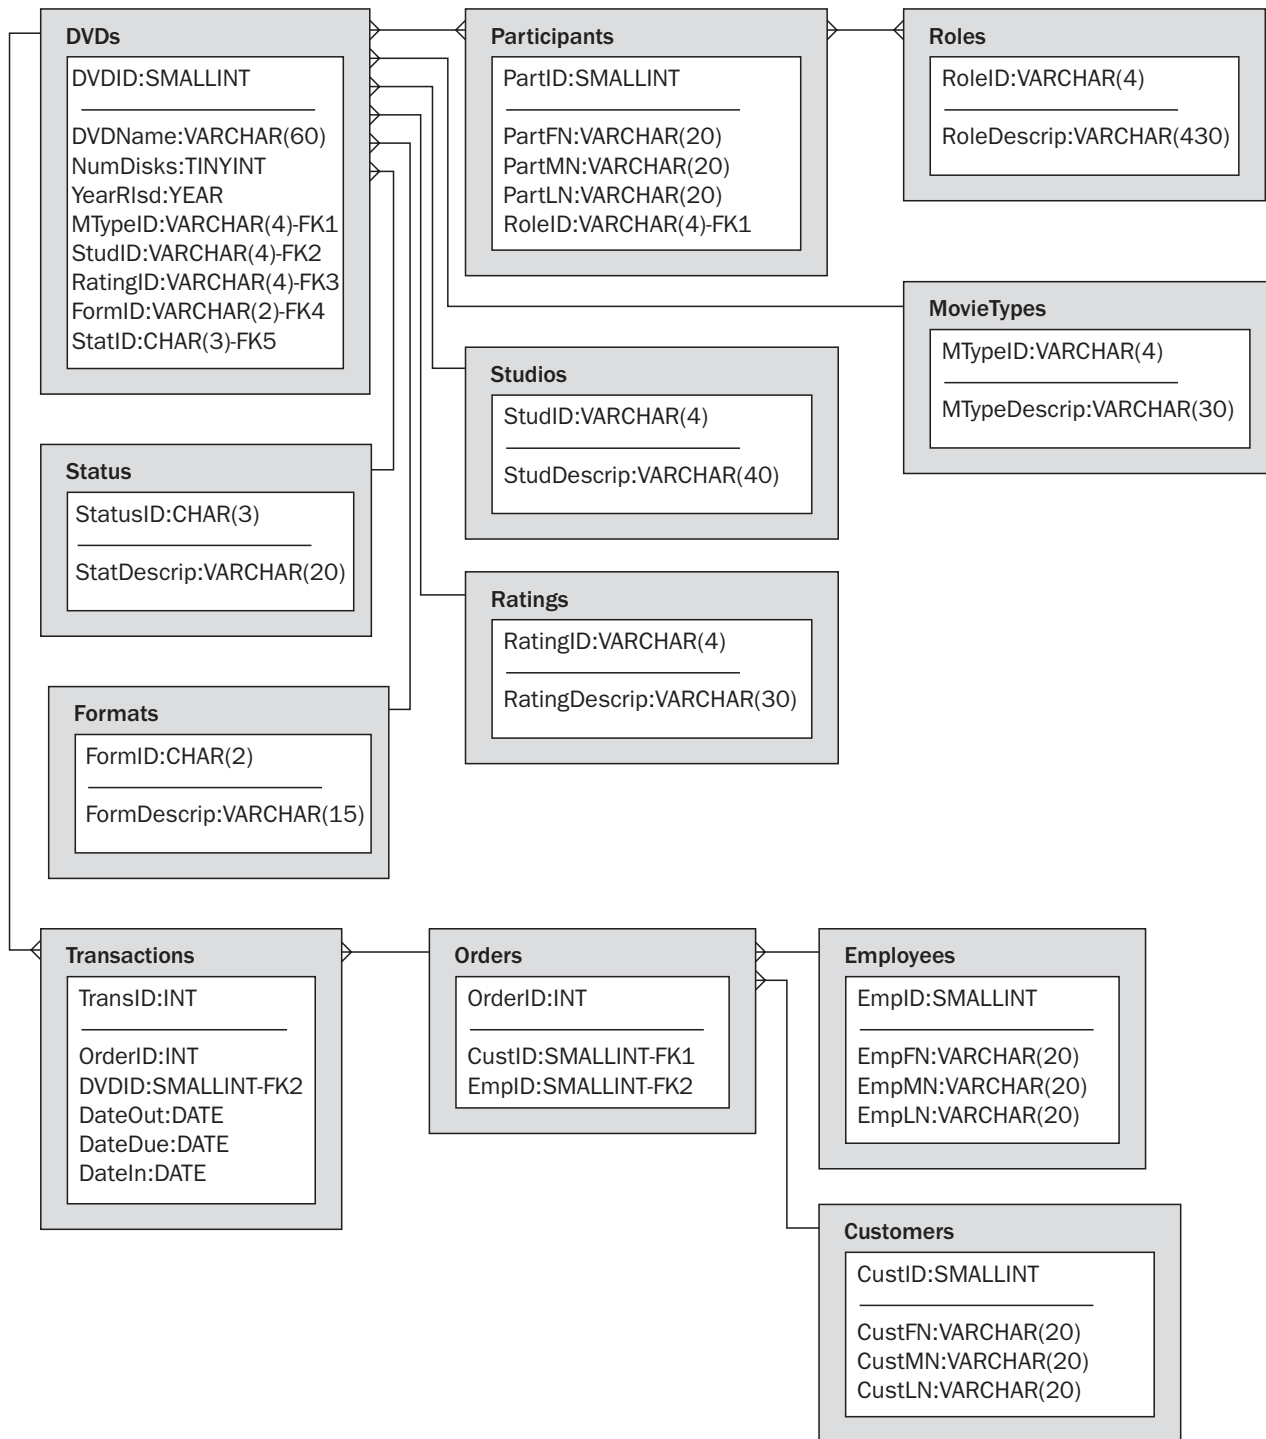 DVDs
DVDID:SMALLINT
DVDName:VARCHAR(60)
NumDisks:TINYINT
YearRlsd:YEAR
MTypeID:VARCHAR(4)-FK1
StudID:VARCHAR(4)-FK2
RatingID:VARCHAR(4)-FK3
FormID:VARCHAR(2)-FK4
StatID:CHAR(3)-FK5
Participants
PartID:SMALLINT
PartFN:VARCHAR(20)
PartMN:VARCHAR(20)
PartLN:VARCHAR(20)
RoleID:VARCHAR(4)-FK1
Roles
RoleID:VARCHAR(4)
RoleDescrip:VARCHAR(430)
MovieTypes
MTypeID:VARCHAR(4)
MTypeDescrip:VARCHAR(30)
Studios
StudID:VARCHAR(4)
StudDescrip:VARCHAR(40)
Status
StatusID:CHAR(3)
StatDescrip:VARCHAR(20)
Ratings
RatingID:VARCHAR(4)
RatingDescrip:VARCHAR(30)
Formats
FormID:CHAR(2)
FormDescrip:VARCHAR(15)
Transactions
TransID:INT
OrderID:INT
DVDID:SMALLINT-FK2
DateOut:DATE
DateDue:DATE
DateIn:DATE
Orders
OrderID:INT
CustID:SMALLINT-FK1
EmpID:SMALLINT-FK2
Employees
EmpID:SMALLINT
EmpFN:VARCHAR(20)
EmpMN:VARCHAR(20)
EmpLN:VARCHAR(20)
Customers
CustID:SMALLINT
CustFN:VARCHAR(20)
CustMN:VARCHAR(20)
CustLN:VARCHAR(20)